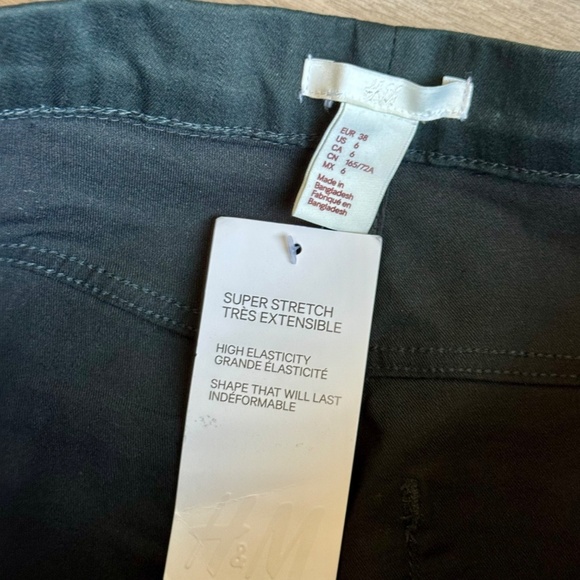 H&M
EUR 38
US 6
CA 6
CN 165/72A
MX 6
Made in
Bangladesh
Fabriqué en
Bangladesh
SUPER STRETCH
TRÈS EXTENSIBLE
HIGH ELASTICITY
GRANDE ÉLASTICITÉ
SHAPE THAT WILL LAST
INDÉFORMABLE
H&M